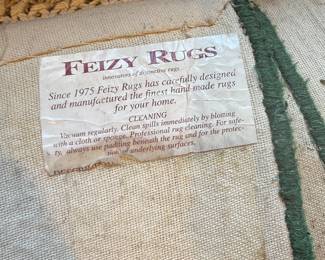 FEIZY RUGS
innovators of distinctive rugs
Since 1975 Feizy Rugs has carefully designed
and manufactured the finest hand made rugs
for your home.
CLEANING
Vacuum regularly. Clean spills immediately by blotting
with a cloth or sponge. Professional rug cleaning. For safe-
ty, always use padding beneath the rug and for the protec-
tion of underlying surfaces.